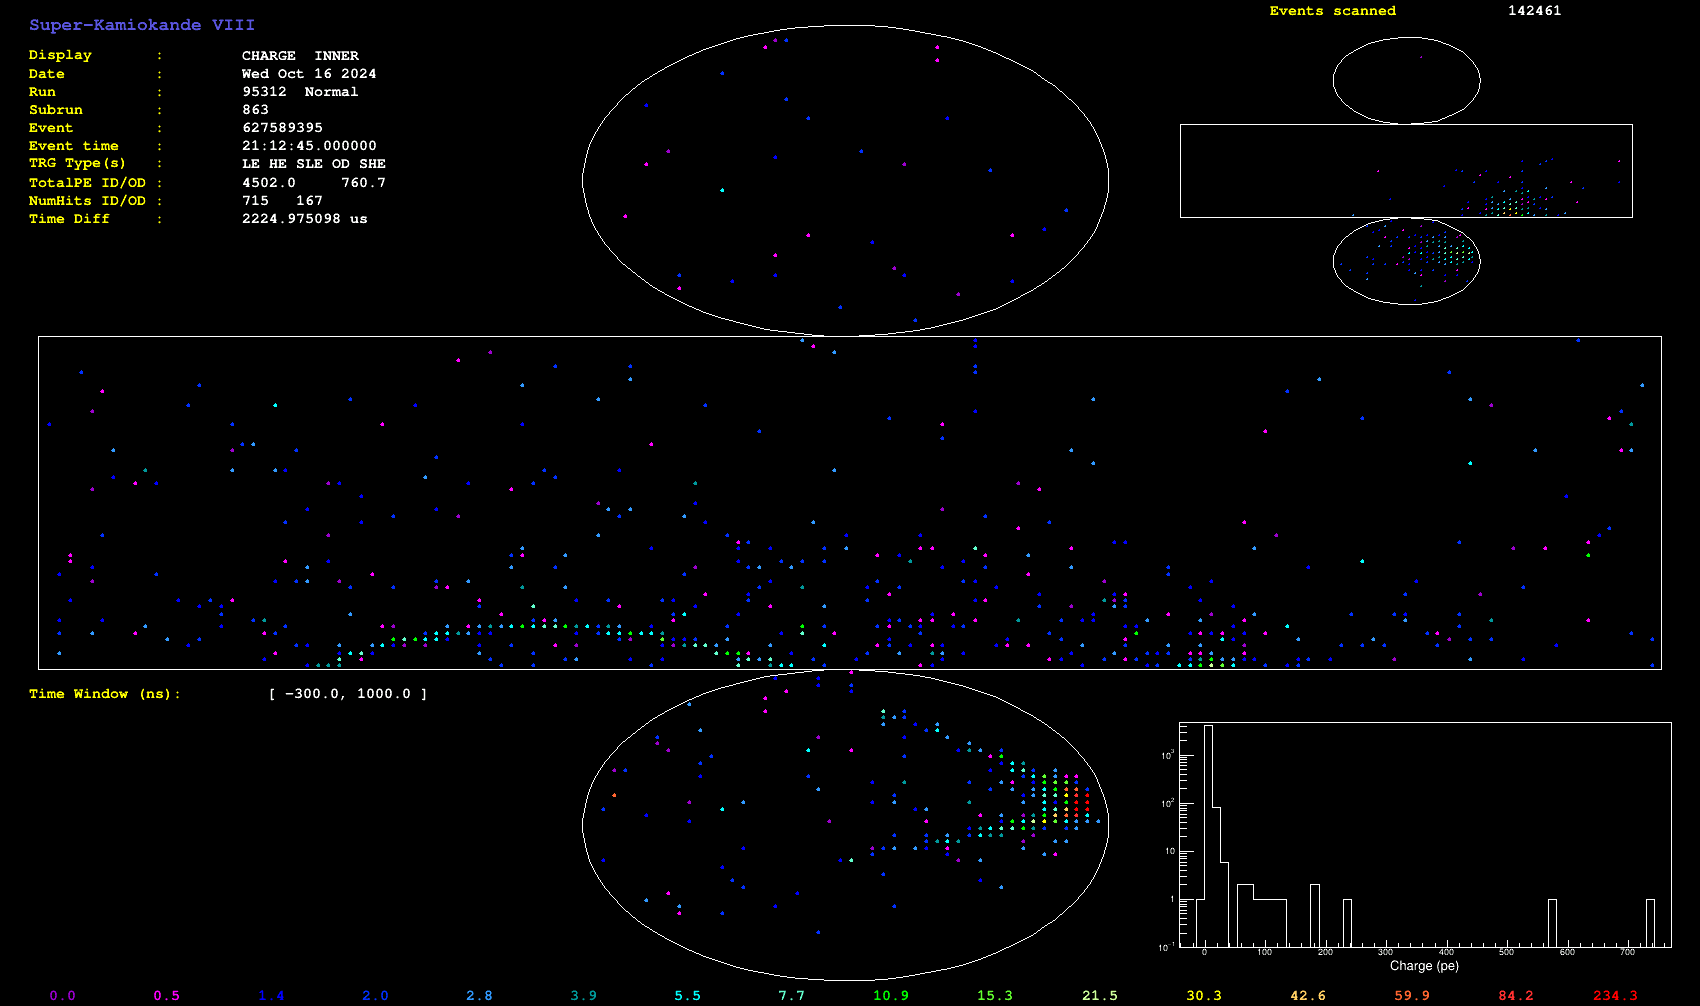 Super-Kamiokande VIII
Events scanned 142461
Display : CHARGE INNER
Date : Wed Oct 16 2024
Run : 95312 Normal
Subrun : 863
Event : 627589395
Event time : 21:12:45.000000
TRG Type(s) : LE HE SLE OD SHE
TotalPE ID/OD : 4502.0 760.7
NumHits ID/OD : 715 167
Time Diff : 2224.975098 us
Time Window (ns): [ -300.0, 1000.0 ]
10³
10²
10
1
10⁻¹
0 100 200 300 400 500 600 700
Charge (pe)
0.0 0.5 1.4 2.0 2.8 3.9 5.5 7.7 10.9 15.3 21.5 30.3 42.6 59.9 84.2 234.3